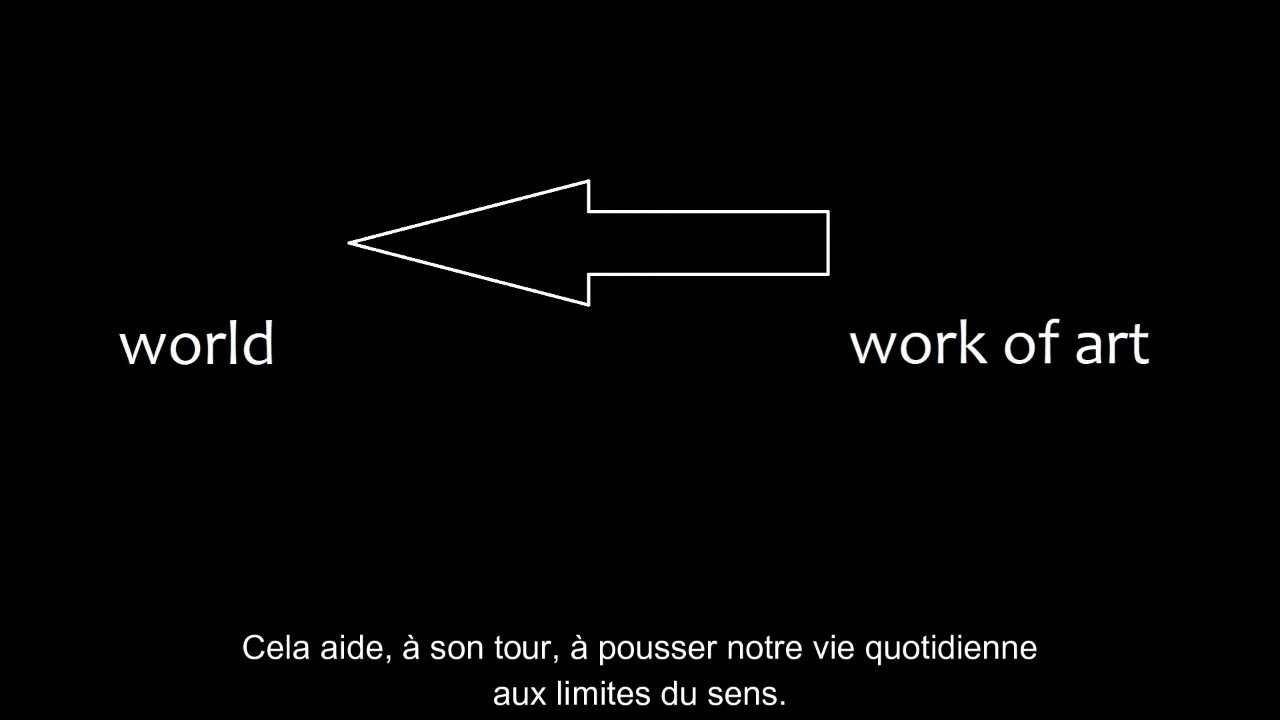 world
work of art
Cela aide, à son tour, à pousser notre vie quotidienne
aux limites du sens.